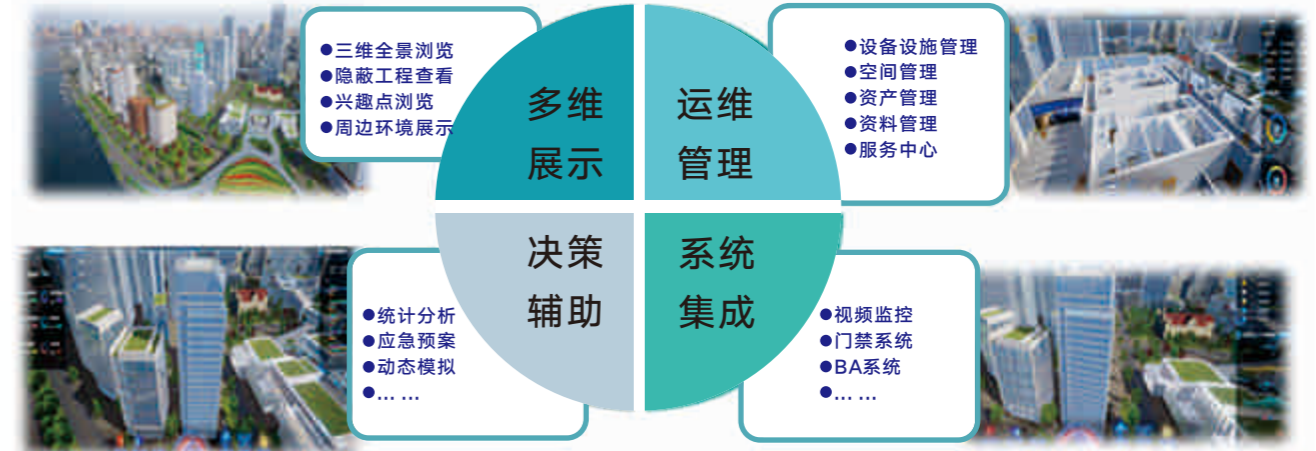 ●三维全景浏览
●隐蔽工程查看
●兴趣点浏览
●周边环境展示
多维
展示
运维
管理
●设备设施管理
●空间管理
●资产管理
●资料管理
●服务中心
决策
辅助
●统计分析
●应急预案
●动态模拟
●... ...
系统
集成
●视频监控
●门禁系统
●BA系统
●... ...